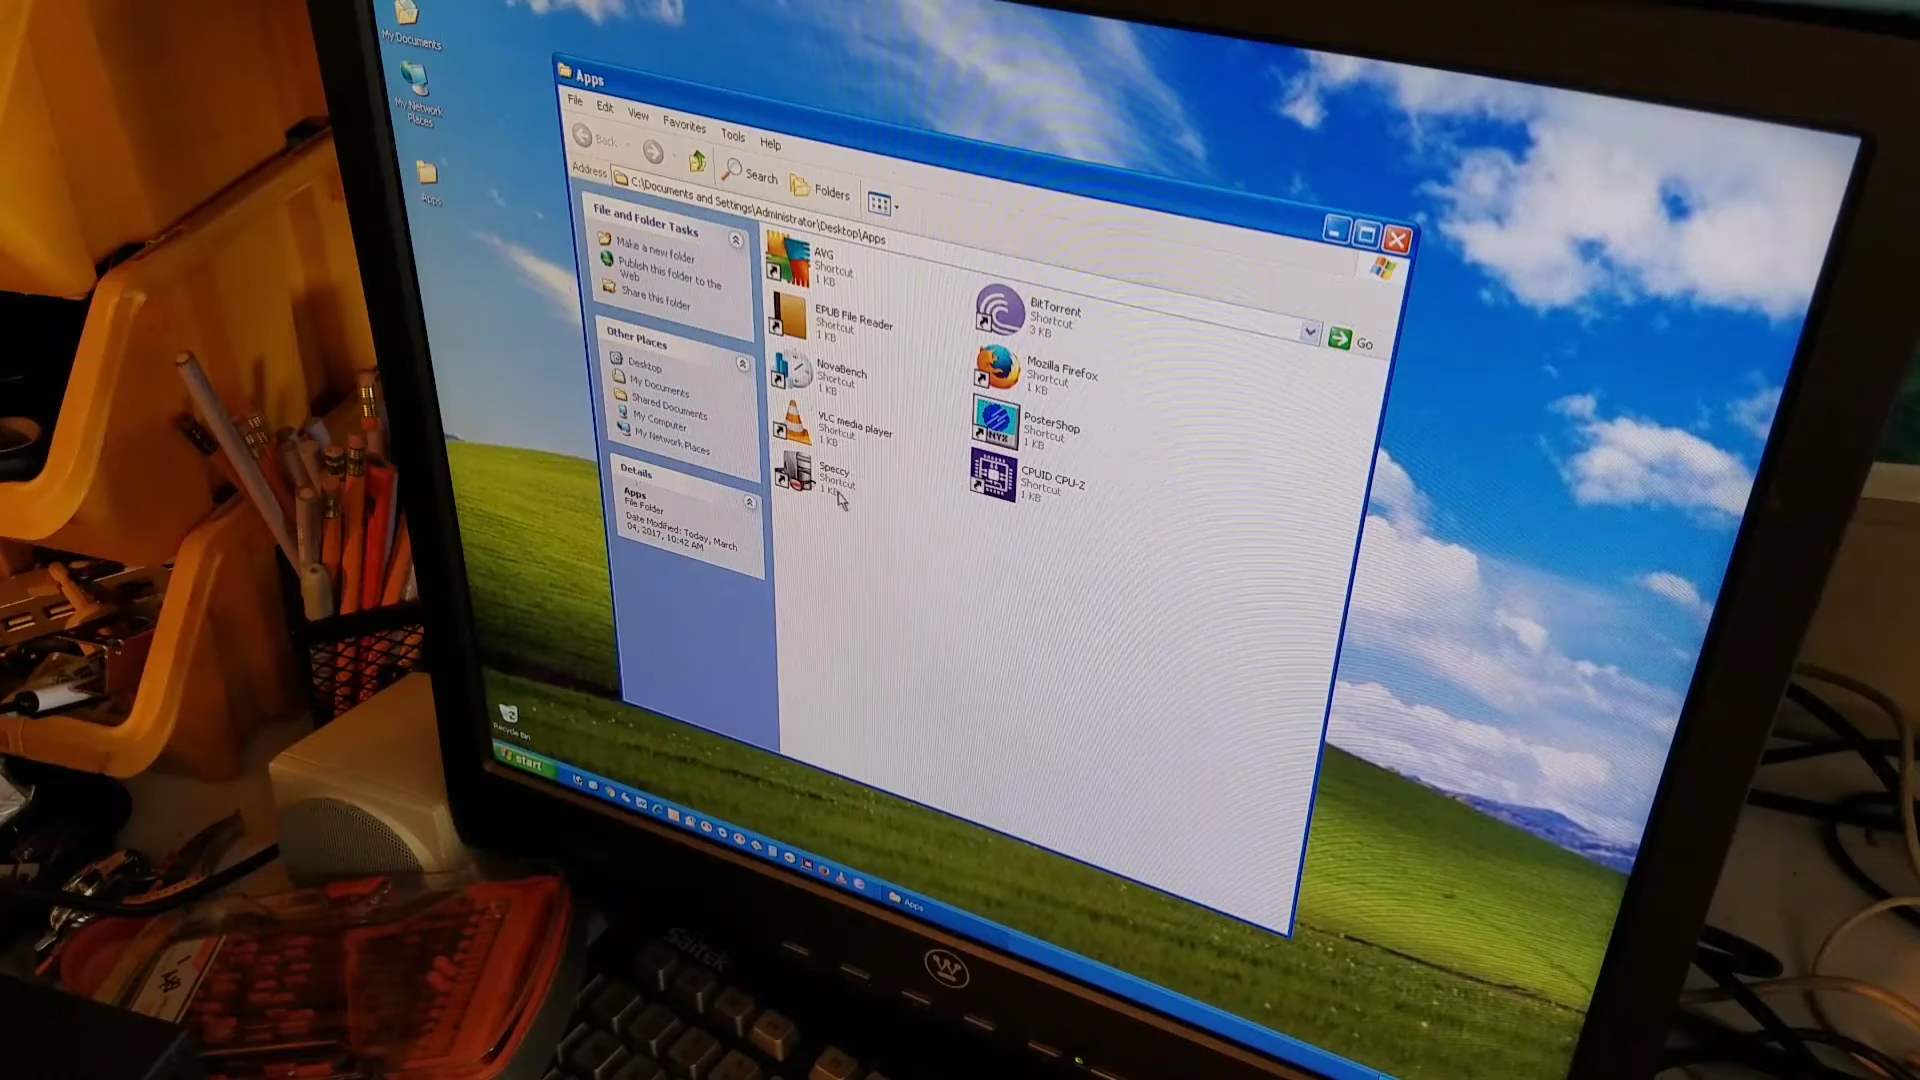 My Documents
My Network
Places
Apps
Apps
File Edit View Favorites Tools Help
Back
Search
Folders
Address
C:\Documents and Settings\Administrator\Desktop\Apps
Go
File and Folder Tasks
Make a new folder
Publish this folder to the
Web
Share this folder
Other Places
Desktop
My Documents
Shared Documents
My Computer
My Network Places
Details
Apps
File Folder
Date Modified: Today, March
04, 2017, 10:42 AM
AVG
Shortcut
1 KB
BitTorrent
Shortcut
3 KB
EPUB File Reader
Shortcut
1 KB
Mozilla Firefox
Shortcut
1 KB
NovaBench
Shortcut
1 KB
NYX
PosterShop
Shortcut
1 KB
VLC media player
Shortcut
1 KB
CPUID CPU-Z
Shortcut
1 KB
Speccy
Shortcut
1 KB
Recycle Bin
start
Apps
Saitek